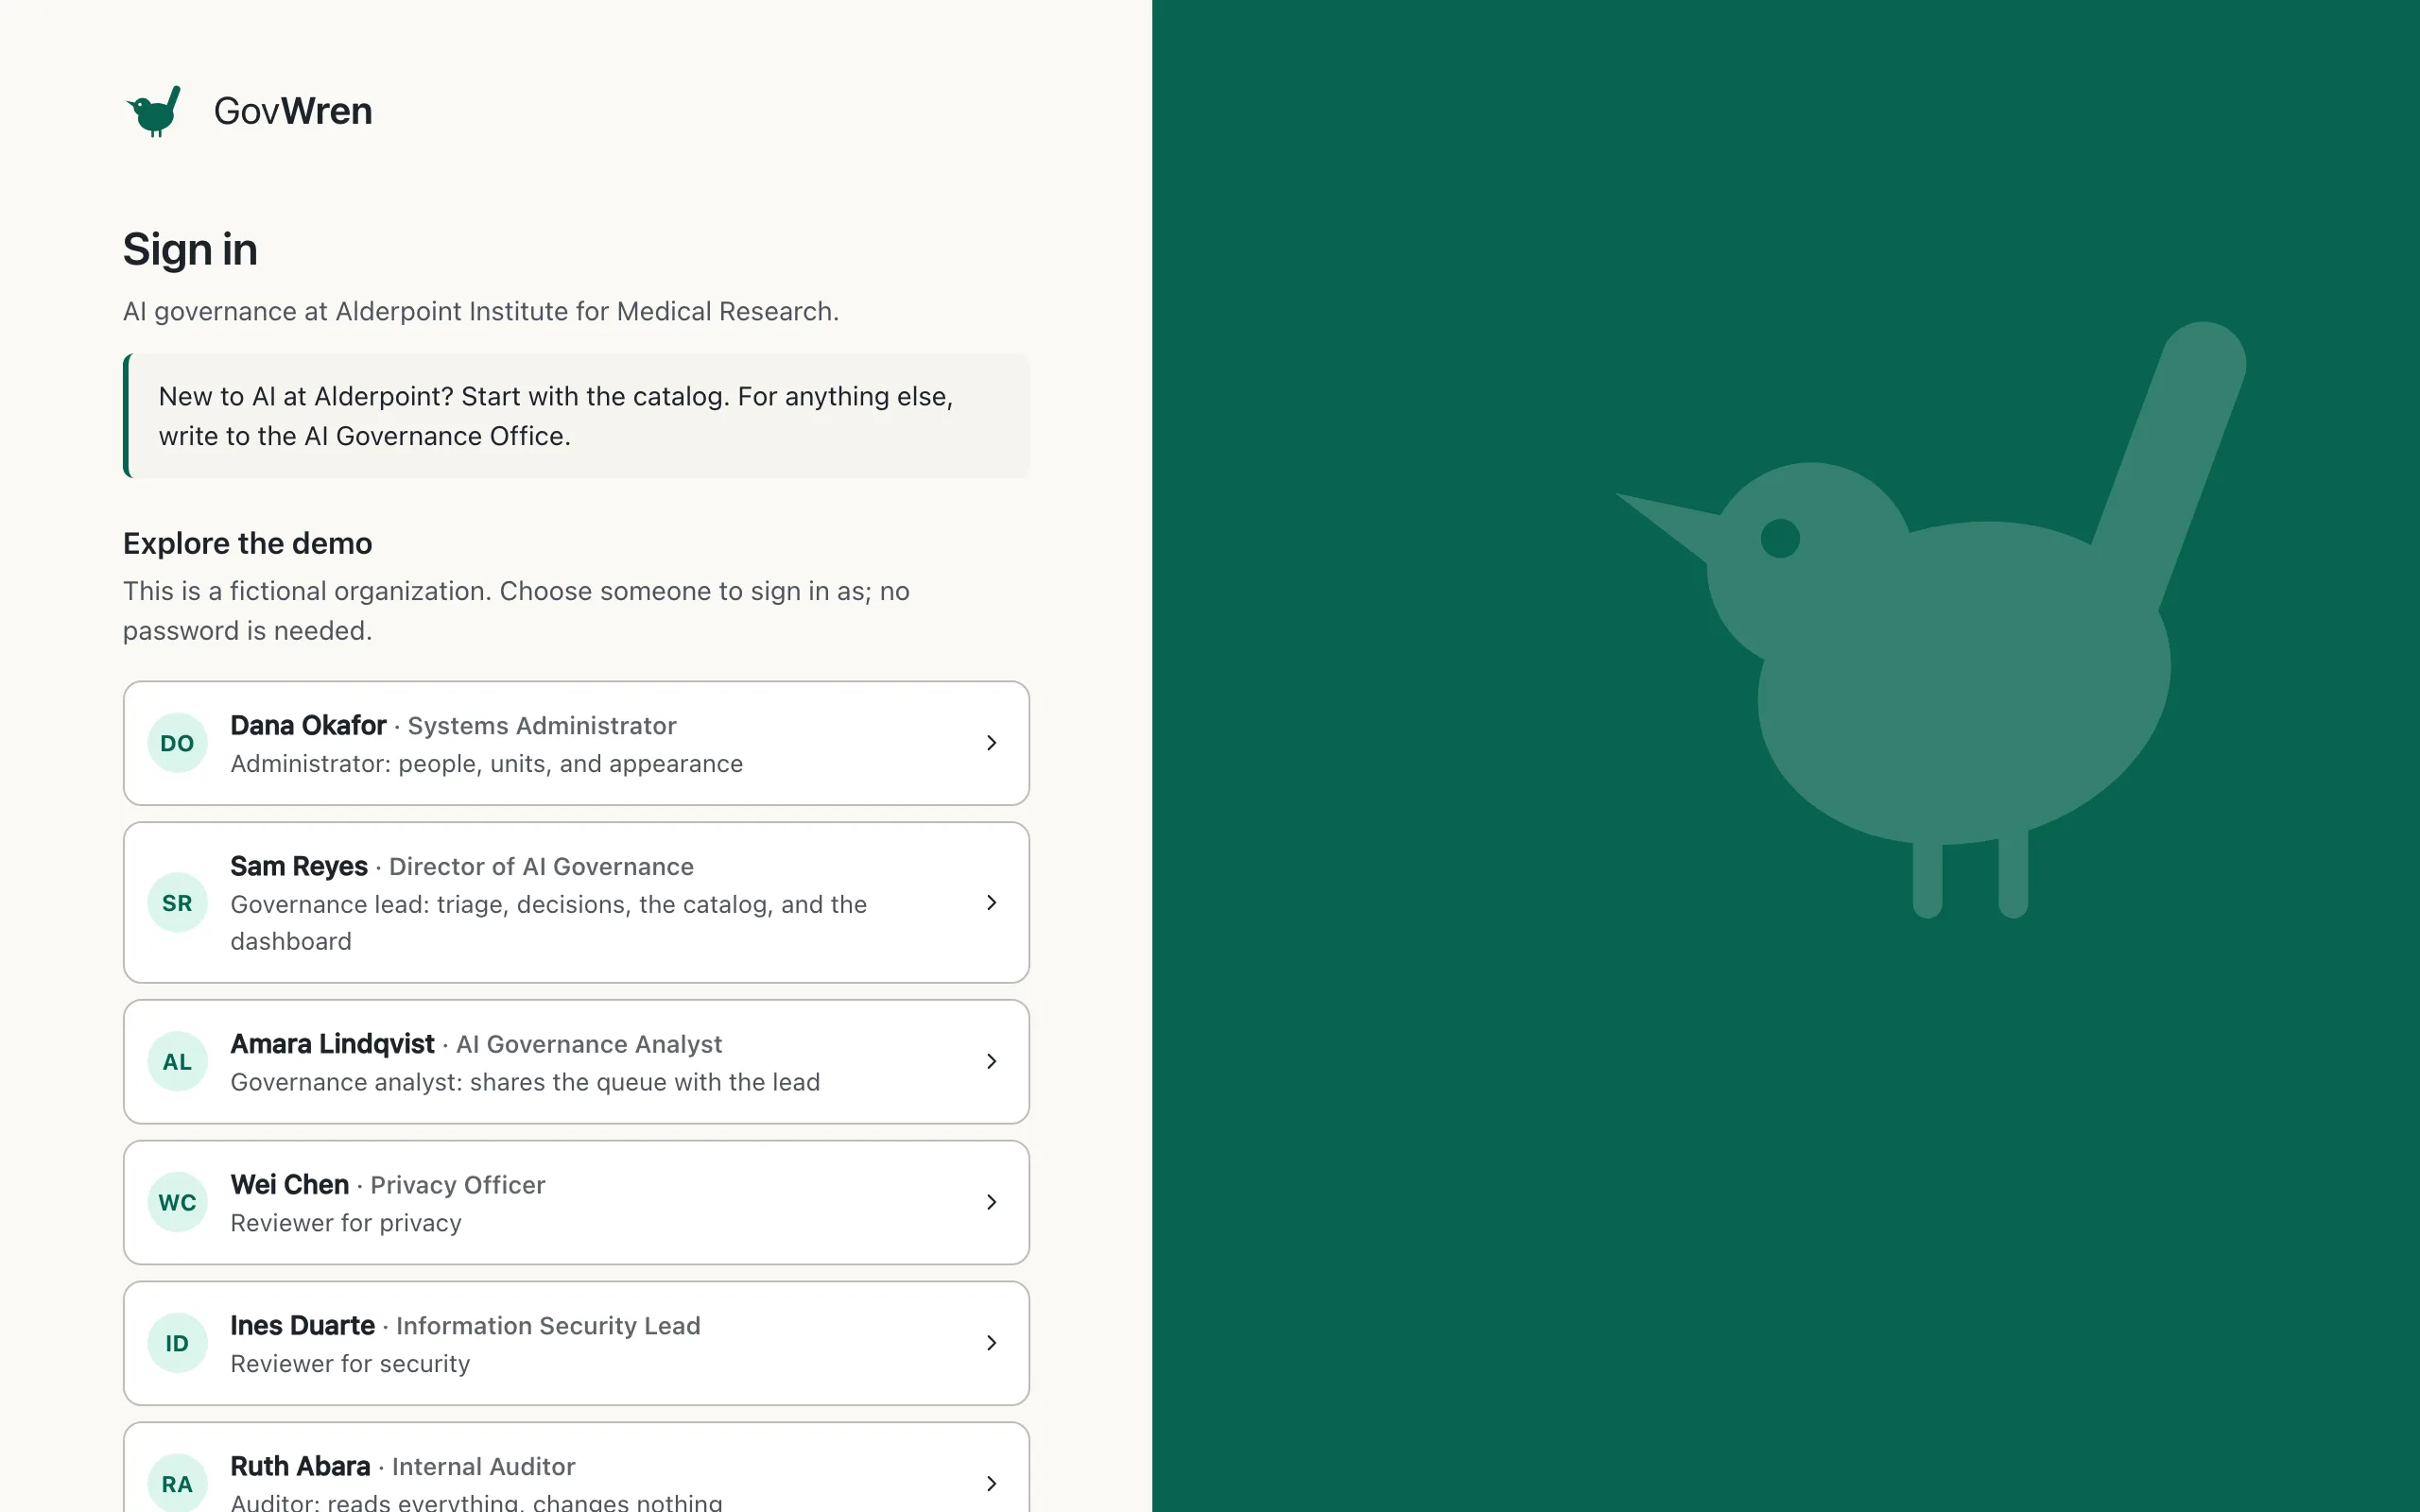 GovWren
Sign in
AI governance at Alderpoint Institute for Medical Research.
New to AI at Alderpoint? Start with the catalog. For anything else,
write to the AI Governance Office.
Explore the demo
This is a fictional organization. Choose someone to sign in as; no
password is needed.
DO
Dana Okafor · Systems Administrator
Administrator: people, units, and appearance
SR
Sam Reyes · Director of AI Governance
Governance lead: triage, decisions, the catalog, and the
dashboard
AL
Amara Lindqvist · AI Governance Analyst
Governance analyst: shares the queue with the lead
WC
Wei Chen · Privacy Officer
Reviewer for privacy
ID
Ines Duarte · Information Security Lead
Reviewer for security
RA
Ruth Abara · Internal Auditor
Auditor: reads everything, changes nothing